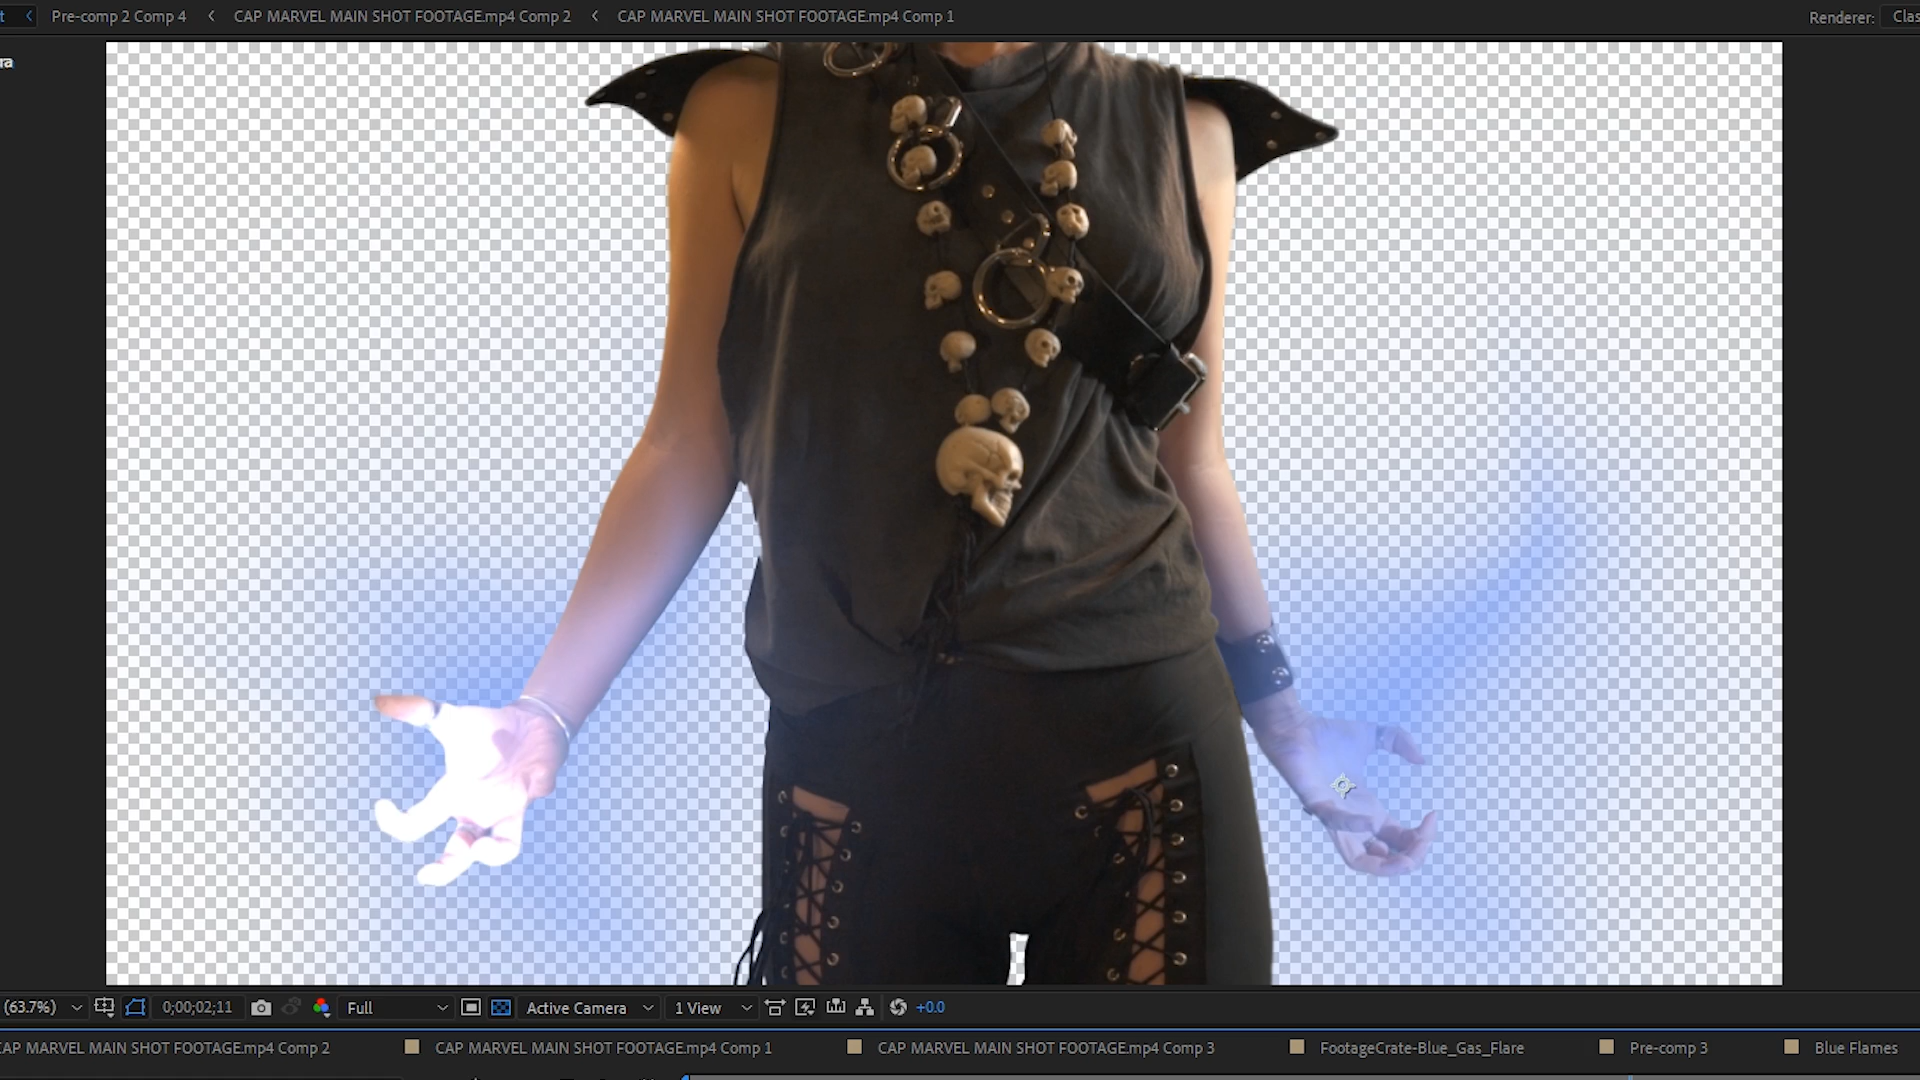 t < Pre-comp 2 Comp 4 < CAP MARVEL MAIN SHOT FOOTAGE.mp4 Comp 2 < CAP MARVEL MAIN SHOT FOOTAGE.mp4 Comp 1 Renderer: Clas
ra
(63.7%) 0;00;02;11 Full Active Camera 1 View +0.0
CAP MARVEL MAIN SHOT FOOTAGE.mp4 Comp 2 CAP MARVEL MAIN SHOT FOOTAGE.mp4 Comp 1 CAP MARVEL MAIN SHOT FOOTAGE.mp4 Comp 3 FootageCrate-Blue_Gas_Flare Pre-comp 3 Blue Flames